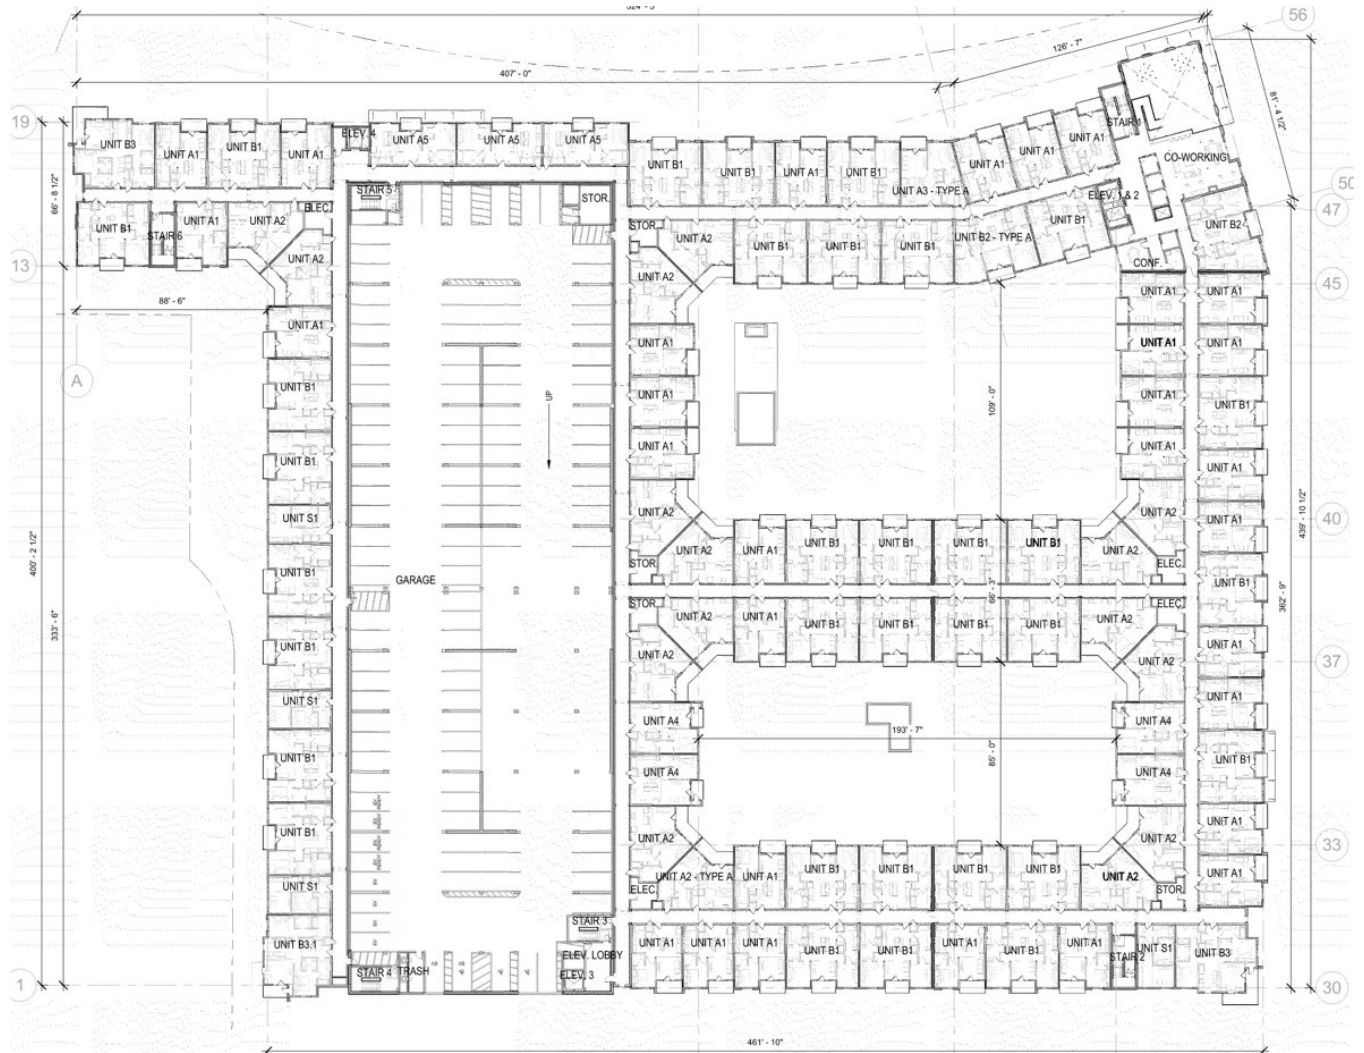 56
126' - 7"
407' - 0"
81' - 4 1/2"
19
ELEV. 4
UNIT B3
UNIT A1
UNIT B1
UNIT A1
UNIT A5
UNIT A5
UNIT A5
STAIR 1
UNIT A1
UNIT A1
UNIT A1
CO-WORKING
UNIT B1
UNIT B1
UNIT A1
UNIT B1
UNIT A3 - TYPE A
66' - 8 1/2"
STAIR 5
STOR.
ELEV. 1 & 2
50
47
ELEC.
UNIT B1
STAIR 6
UNIT A1
UNIT A2
STOR.
UNIT A2
UNIT B1
UNIT B1
UNIT B1
UNIT B2 - TYPE A
UNIT B1
UNIT B2
13
UNIT A2
UNIT A2
CONF.
45
88' - 6"
UNIT A1
UNIT A1
UNIT A1
UNIT A1
UNIT A1
UNIT A1
UNIT A1
A
UNIT B1
UP
UNIT A1
109' - 0"
UNIT A1
UNIT B1
UNIT A1
UNIT A1
UNIT B1
UNIT A1
UNIT S1
UNIT A2
UNIT A2
UNIT A1
40
439' - 10 1/2"
400' - 2 1/2"
UNIT B1
UNIT A2
UNIT A1
UNIT B1
UNIT B1
UNIT B1
UNIT B1
UNIT A2
STOR.
ELEC.
GARAGE
66' - 3"
UNIT B1
362' - 9"
STOR.
ELEC.
333' - 6"
UNIT A2
UNIT A1
UNIT B1
UNIT B1
UNIT B1
UNIT B1
UNIT A2
UNIT B1
UNIT A2
UNIT A2
UNIT A1
37
UNIT S1
UNIT A1
UNIT A4
UNIT A4
193' - 7"
UNIT B1
85' - 0"
UNIT A4
UNIT A4
UNIT B1
UNIT B1
UNIT A2
UNIT A2
UNIT A1
33
UNIT S1
ELEC.
UNIT A2 - TYPE A
UNIT A1
UNIT B1
UNIT B1
UNIT B1
UNIT B1
UNIT A2
STOR.
UNIT A1
STAIR 3
UNIT B3.1
ELEV. LOBBY
UNIT A1
UNIT A1
UNIT A1
UNIT B1
UNIT B1
UNIT A1
UNIT B1
UNIT A1
STAIR 2
UNIT S1
UNIT B3
1
STAIR 4
TRASH
ELEV. 3
30
461' - 10"